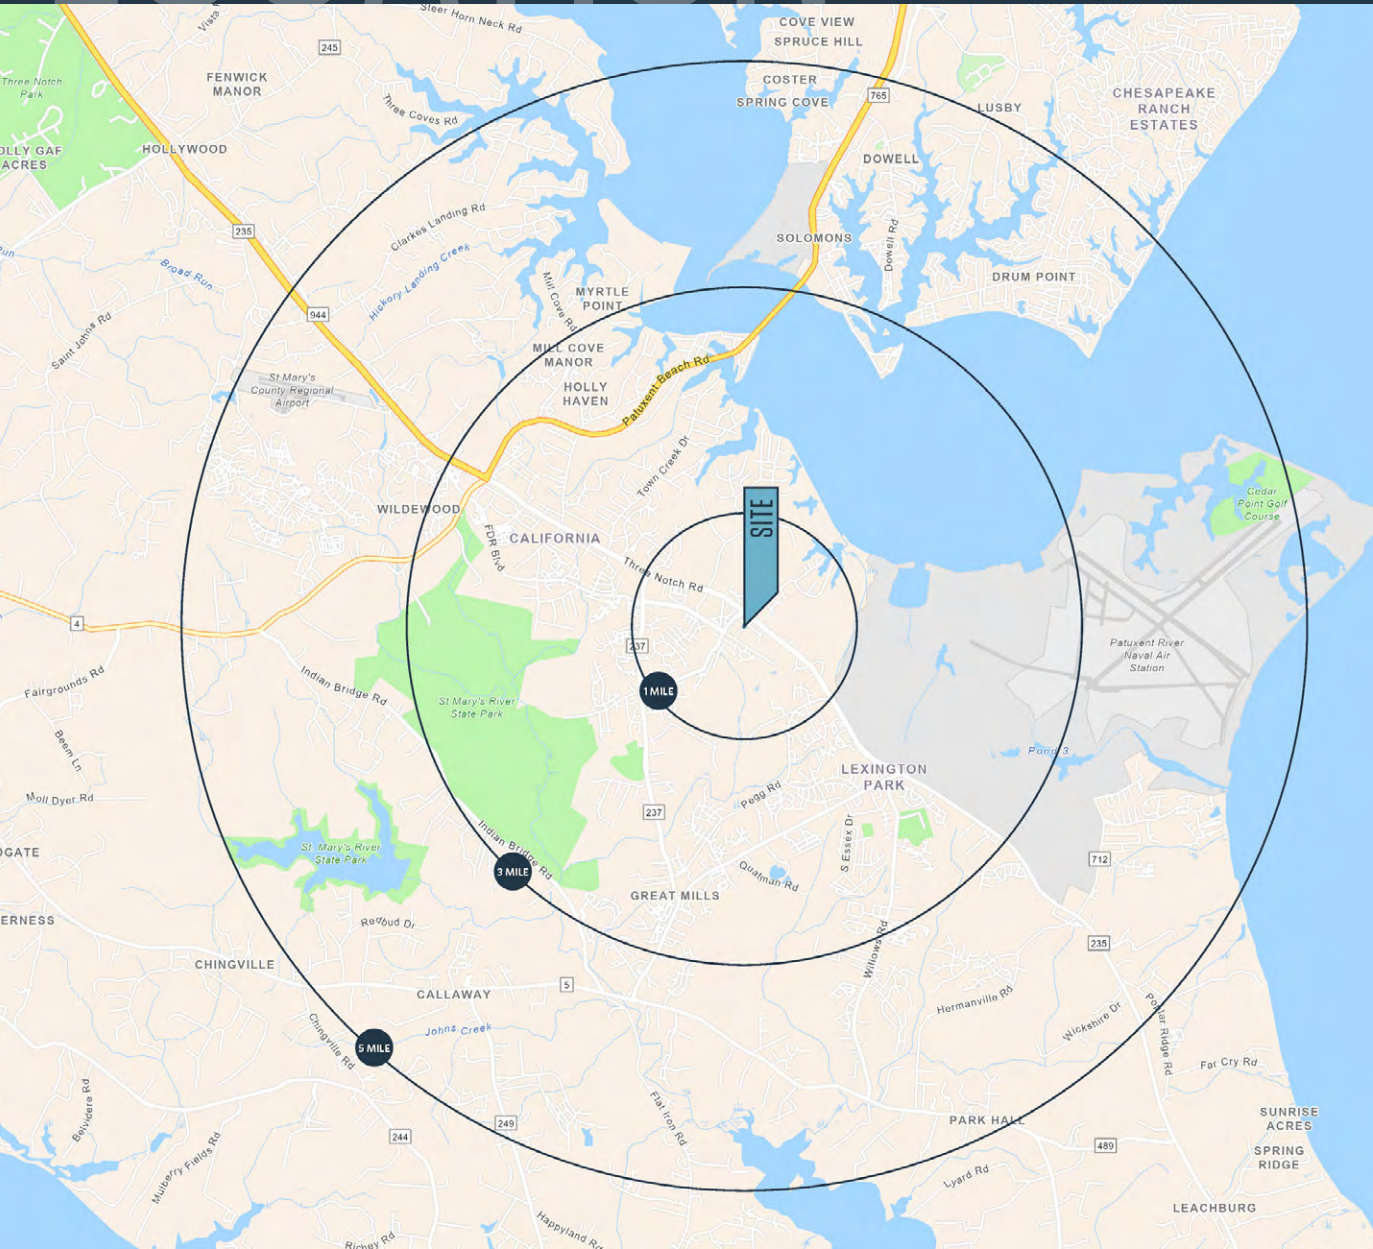 Steer Horn Neck Rd
COVE VIEW
SPRUCE HILL
245
FENWICK
MANOR
Three Notch
Park
COSTER
SPRING COVE
765
LUSBY
CHESAPEAKE
RANCH
ESTATES
Three Coves Rd
HOLLYWOOD
OLLY GAF
ACRES
DOWELL
Clarkes Landing Rd
235
SOLOMONS
Dowell Rd
Broad Run
Hickory Landing Creek
DRUM POINT
MYRTLE
POINT
Mill Cove Rd
944
Saint Johns Rd
MILL COVE
MANOR
HOLLY
HAVEN
Patuxent Beach Rd
St Mary's
County Regional
Airport
Town Creek Dr
WILDEWOOD
SITE
Cedar
Point Golf
Course
FDR Blvd
CALIFORNIA
Three Notch Rd
4
237
Patuxent River
Naval Air
Station
Fairgrounds Rd
Indian Bridge Rd
1 MILE
St Mary's River
State Park
Beem Ln
Pond 3
LEXINGTON
PARK
Moll Dyer Rd
Pegg Rd
237
S Essex Dr
Indian Bridge Rd
St. Mary's River
State Park
OGATE
712
3 MILE
Qualman Rd
GREAT MILLS
ERNESS
Redbud Dr
Willows Rd
235
CHINGVILLE
CALLAWAY
5
Hermanville Rd
Wickshire Dr
Poplar Ridge Rd
Chingville Rd
Johns Creek
5 MILE
Far Cry Rd
Belvidere Rd
Flat Iron Rd
249
244
PARK HALL
SUNRISE
ACRES
489
SPRING
RIDGE
Mulberry Fields Rd
Lyard Rd
LEACHBURG
Happyland Rd
Richey Rd